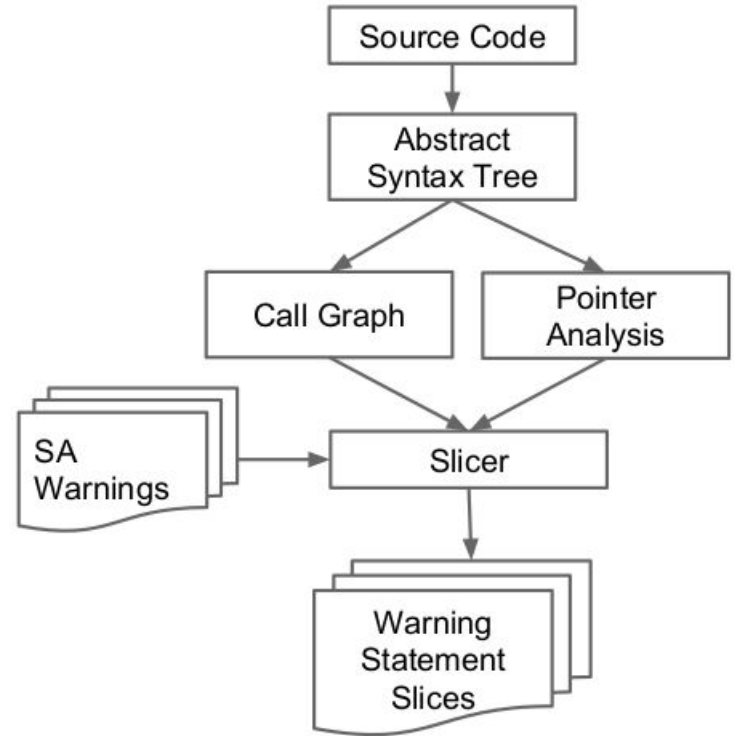 Source Code
Abstract
Syntax Tree
Call Graph
Pointer
Analysis
SA
Warnings
Slicer
Warning
Statement
Slices